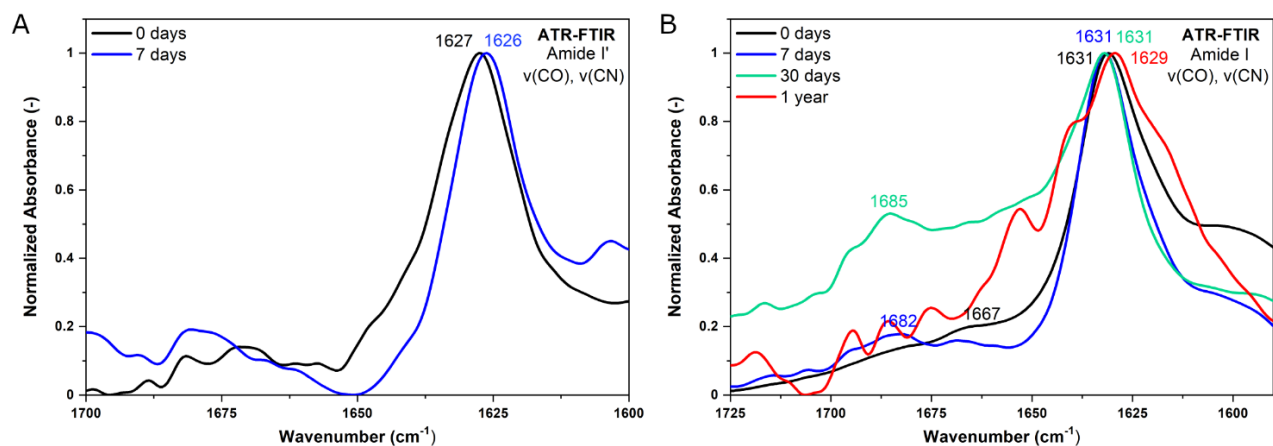 A
0 days
7 days
1627
1626
ATR-FTIR
Amide I'
v(CO), v(CN)
Normalized Absorbance (-)
1
0.8
0.6
0.4
0.2
0
1700
1675
1650
1625
1600
Wavenumber (cm-1)
B
0 days
7 days
30 days
1 year
1631
1631
1631
1629
ATR-FTIR
Amide I
v(CO), v(CN)
1685
1682
1667
Normalized Absorbance (-)
1
0.8
0.6
0.4
0.2
0
1725
1700
1675
1650
1625
1600
Wavenumber (cm-1)